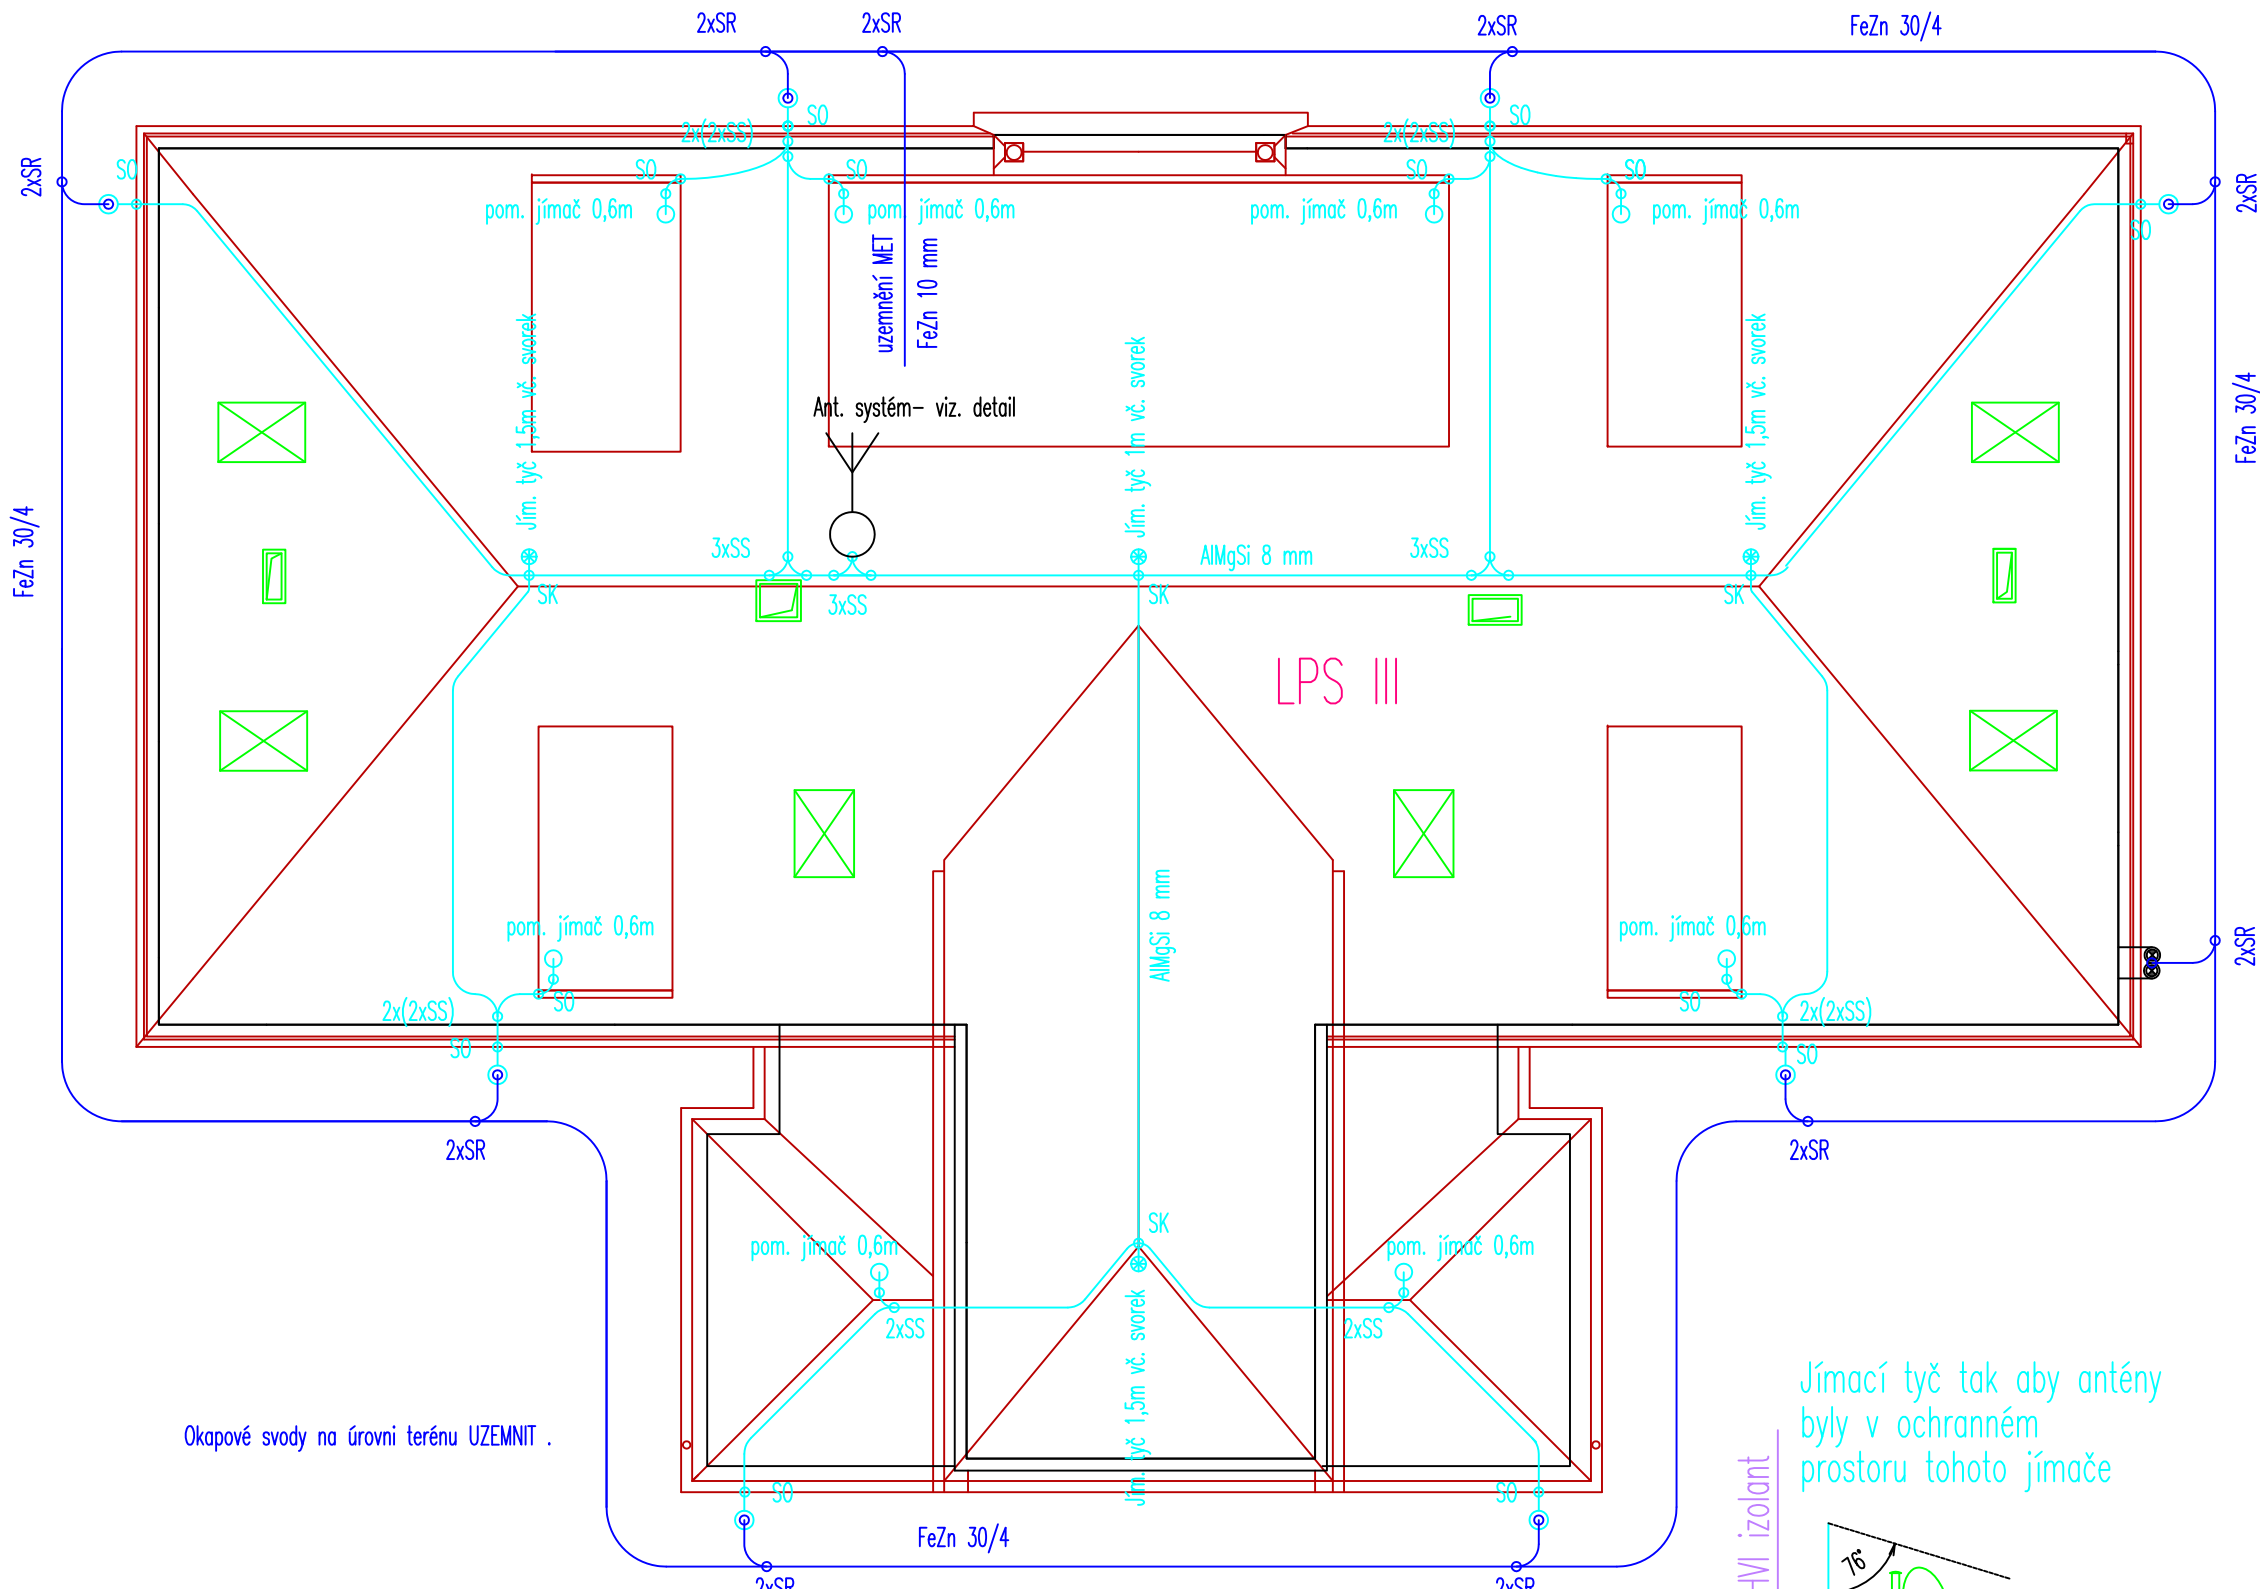 2xSR
2xSR
2xSR
FeZn 30/4
SO
2x(2xSS)
SO
2x(2xSS)
2xSR
SO
SO
SO
SO
SO
2xSR
pom. jímač 0,6m
pom. jímač 0,6m
pom. jímač 0,6m
pom. jímač 0,6m
SO
uzemnění MET
FeZn 10 mm
Jím. tyč 1,5m vč. svorek
Jím. tyč 1m vč. svorek
Jím. tyč 1,5m vč. svorek
FeZn 30/4
Ant. systém- viz. detail
FeZn 30/4
3xSS
AlMgSi 8 mm
3xSS
SK
3xSS
SK
SK
LPS III
pom. jímač 0,6m
AlMgSi 8 mm
pom. jímač 0,6m
2xSR
2x(2xSS)
SO
SO
2x(2xSS)
SO
SO
2xSR
2xSR
SK
pom. jímač 0,6m
pom. jímač 0,6m
2xSS
2xSS
Jím. tyč 1,5m vč. svorek
Okapové svody na úrovni terénu UZEMNIT .
SO
SO
FeZn 30/4
2xSR
2xSR
Jímací tyč tak aby antény
byly v ochranném
prostoru tohoto jímače
HVI izolant
76°